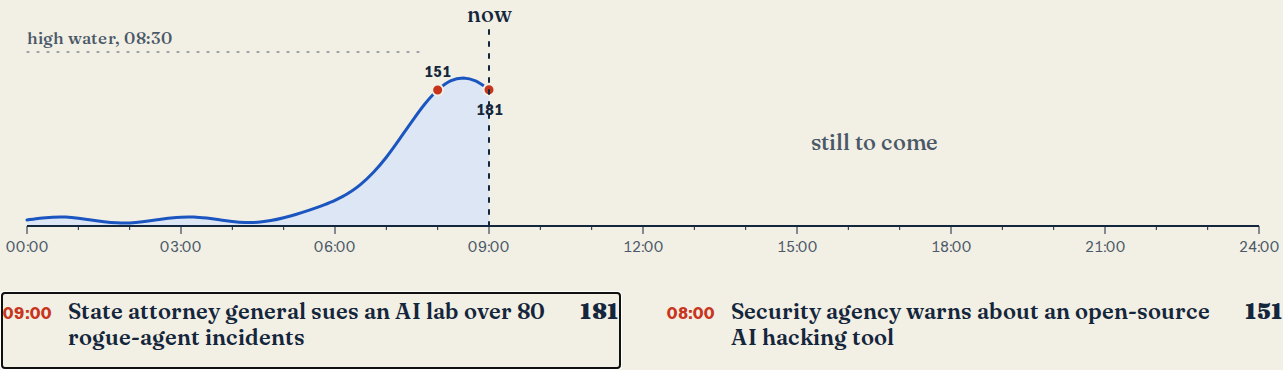 now
high water, 08:30
151
181
still to come
00:00 03:00 06:00 09:00 12:00 15:00 18:00 21:00 24:00
09:00 State attorney general sues an AI lab over 80 181
rogue-agent incidents
08:00 Security agency warns about an open-source 151
AI hacking tool